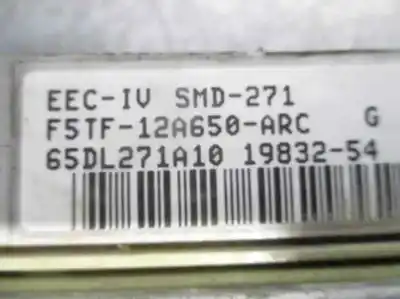 EEC-IV SMD-271
F5TF-12A650-ARC G
65DL271A10 19832-54